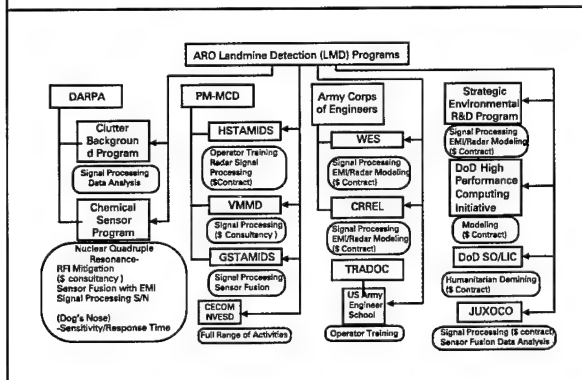 ARO Landmine Detection (LMD) Programs
DARPA
Clutter
Backgroun
d Program
Signal Processing
Data Analysis
Chemical
Sensor
Program
Nuclear Quadruple
Resonance-
RFI Mitigation
($ consultancy )
Sensor Fusion with EMI
Signal Processing S/N
(Dog's Nose)
-Sensitivity/Response Time
PM-MCD
HSTAMIDS
Operator Training
Radar Signal
Processing
($Contract)
VMMD
Signal Processing
($ Consultancy )
GSTAMIDS
Signal Processing
Sensor Fusion
CECOM
NVESD
Full Range of Activities
Army Corps
of Engineers
WES
Signal Processing
EMI/Radar Modeling
($ Contract)
CRREL
Signal Processing
EMI/Radar Modeling
($ Contract)
TRADOC
US Army
Engineer
School
Operator Training
Strategic
Environmental
R&D Program
Signal Processing
EMI/Radar Modeling
($ Contract)
DoD High
Performance
Computing
Initiative
Modeling
($ Contract)
DoD SO/LIC
Humanitarian Demining
($ Contract)
JUXOCO
Signal Processing ($ contract)
Sensor Fusion Data Analysis